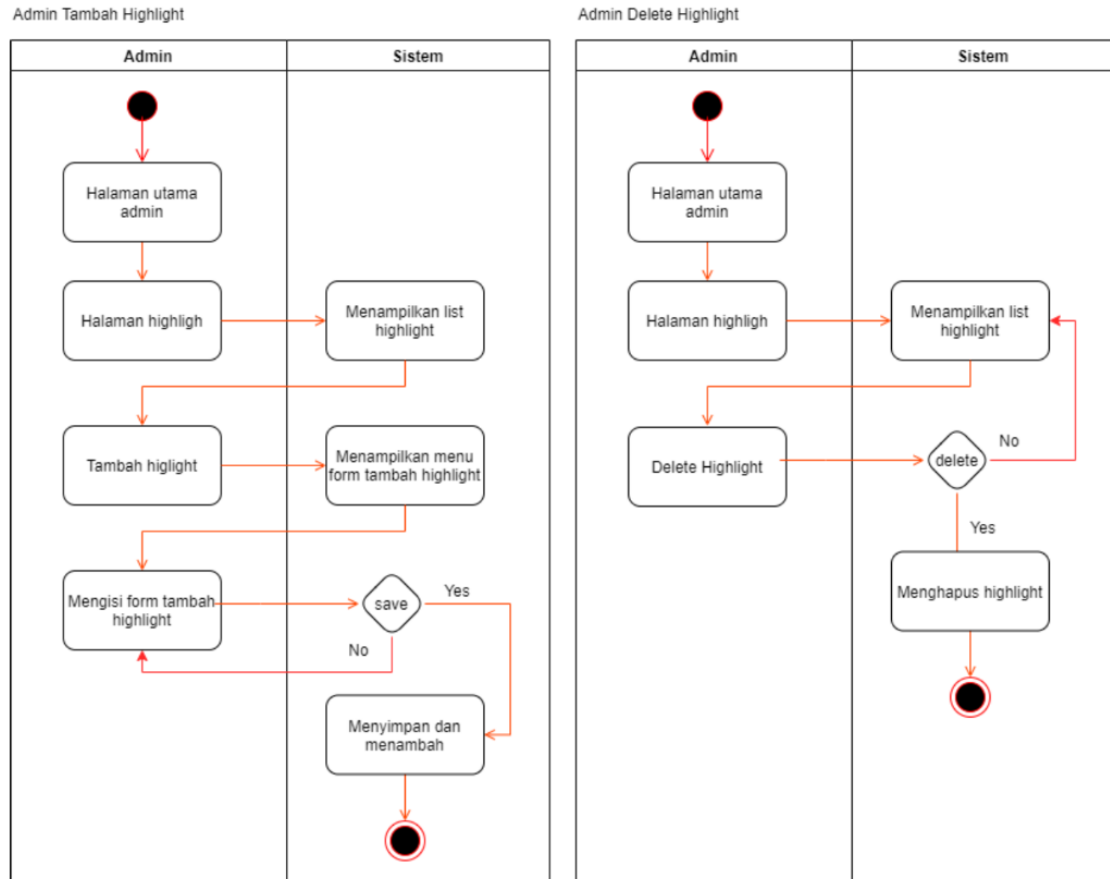 Admin Tambah Highlight
Admin
Sistem
Halaman utama
admin
Halaman highligh
Menampilkan list
highlight
Tambah higlight
Menampilkan menu
form tambah highlight
Mengisi form tambah
highlight
save
Yes
No
Menyimpan dan
menambah
Admin Delete Highlight
Admin
Sistem
Halaman utama
admin
Halaman highligh
Menampilkan list
highlight
Delete Highlight
delete
No
Yes
Menghapus highlight